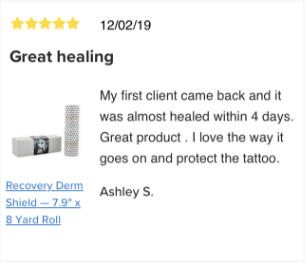 12/02/19
Great healing
My first client came back and it
was almost healed within 4 days.
Great product . I love the way it
goes on and protect the tattoo.
Recovery Derm
Shield — 7.9" x
8 Yard Roll
Ashley S.